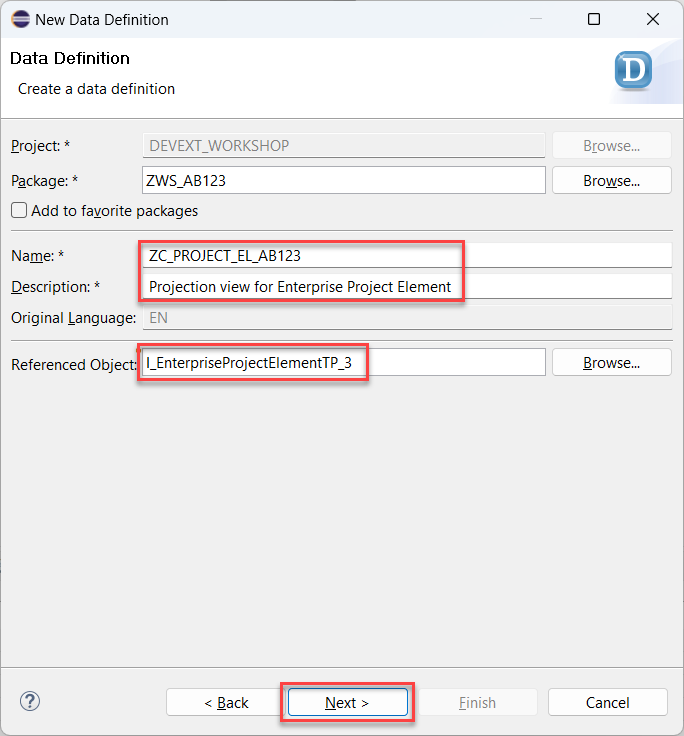 New Data Definition
Data Definition
D
Create a data definition
Project: * DEVEXT_WORKSHOP Browse...
Package: * ZWS_AB123 Browse...
Add to favorite packages
Name: * ZC_PROJECT_EL_AB123
Description: * Projection view for Enterprise Project Element
Original Language: EN
Referenced Object: I_EnterpriseProjectElementTP_3 Browse...
? < Back Next > Finish Cancel